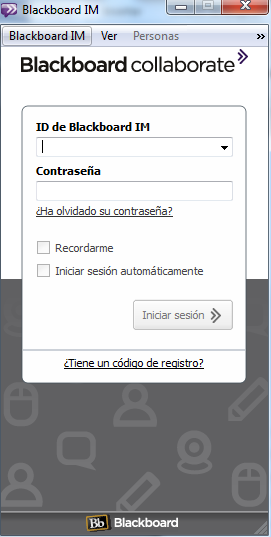 Blackboard IM
Blackboard IM Ver Personas »
Blackboard collaborate
ID de Blackboard IM
Contraseña
¿Ha olvidado su contraseña?
Recordarme
Iniciar sesión automáticamente
Iniciar sesión
¿Tiene un código de registro?
Bb Blackboard